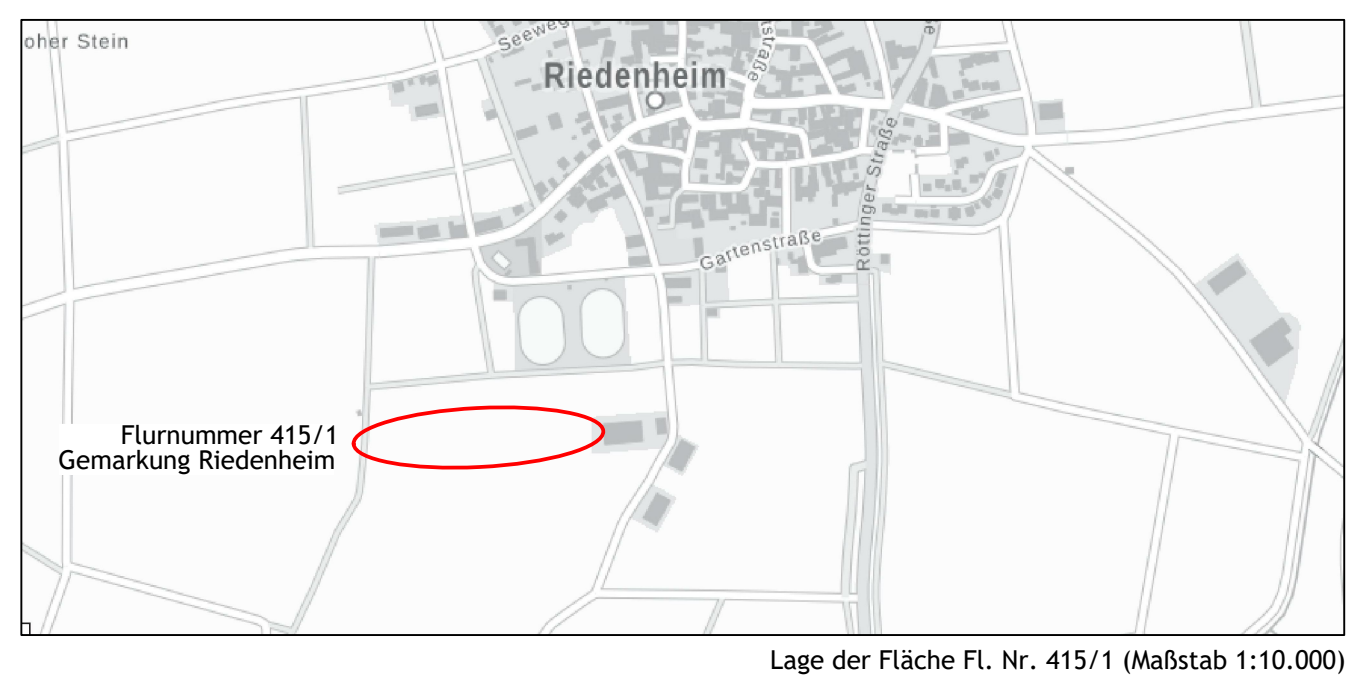 oher Stein
Seeweg
straße
Riedenheim
Röttinger Straße
Gartenstraße
Flurnummer 415/1
Gemarkung Riedenheim
Lage der Fläche Fl. Nr. 415/1 (Maßstab 1:10.000)